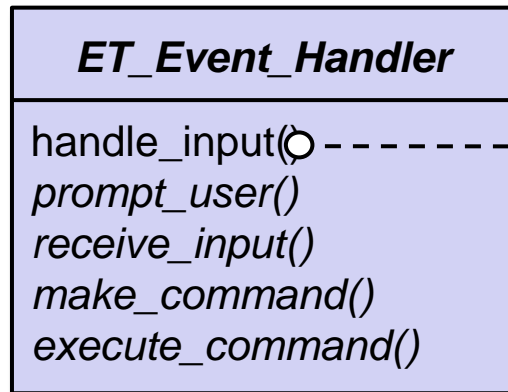 ET_Event_Handler
handle_input()
prompt_user()
receive_input()
make_command()
execute_command()